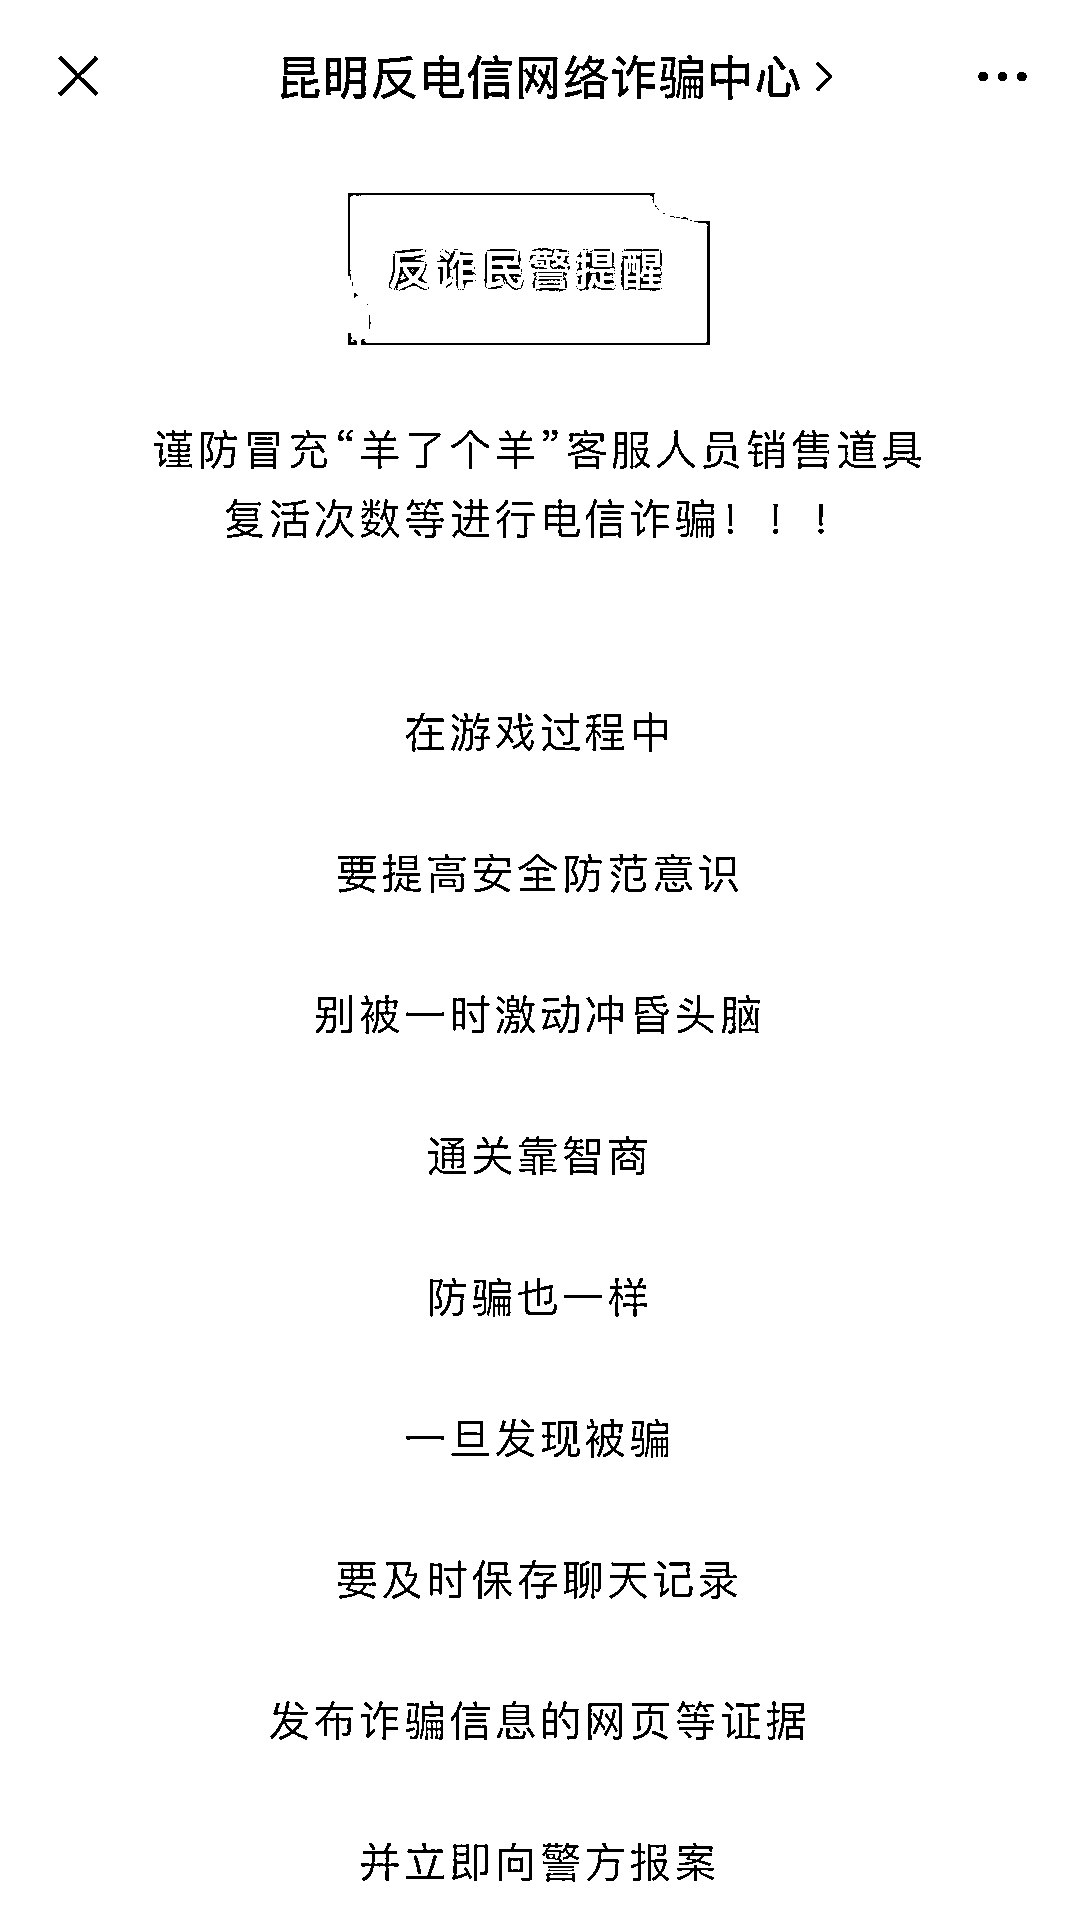 昆明反电信网络诈骗中心
反诈民警提醒
谨防冒充“羊了个羊”客服人员销售道具
复活次数等进行电信诈骗！！！
在游戏过程中
要提高安全防范意识
别被一时激动冲昏头脑
通关靠智商
防骗也一样
一旦发现被骗
要及时保存聊天记录
发布诈骗信息的网页等证据
并立即向警方报案